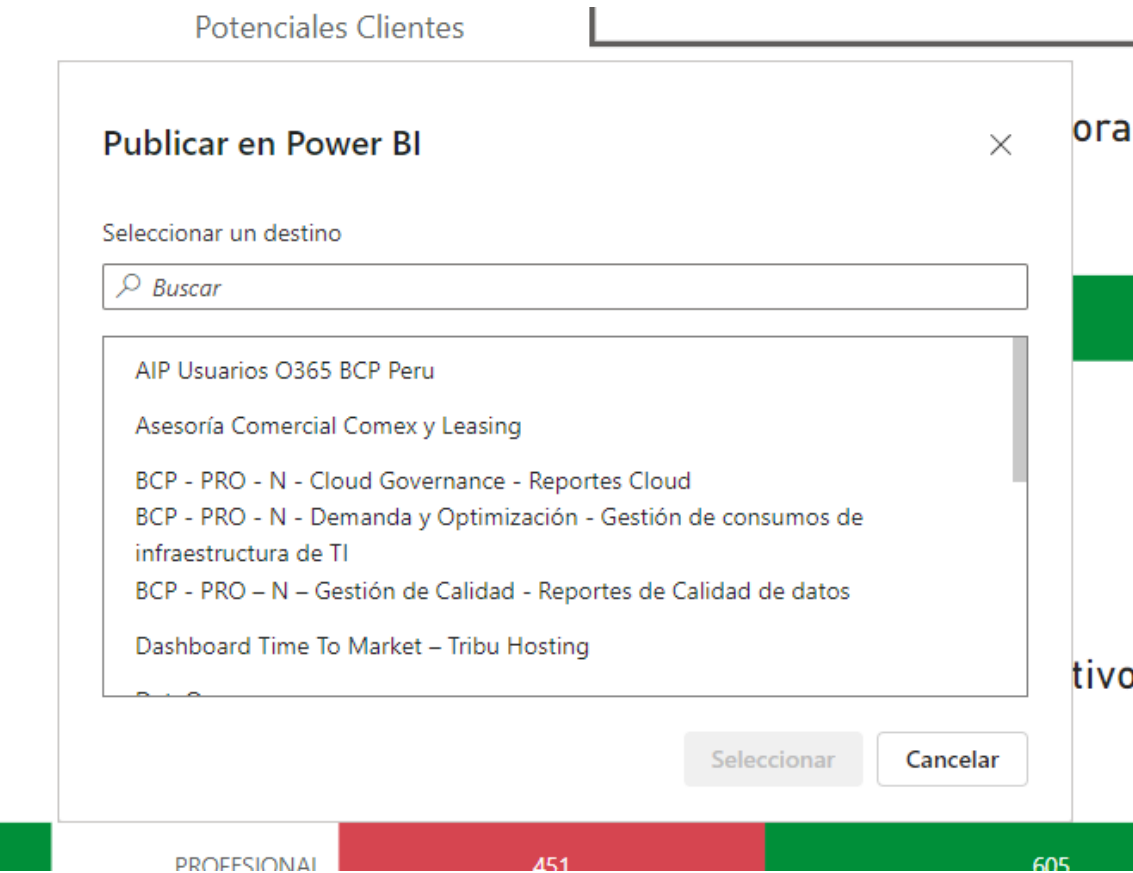 Potenciales Clientes
Publicar en Power BI
ora
Seleccionar un destino
Buscar
AIP Usuarios O365 BCP Peru
Asesoría Comercial Comex y Leasing
BCP - PRO - N - Cloud Governance - Reportes Cloud
BCP - PRO - N - Demanda y Optimización - Gestión de consumos de
infraestructura de TI
BCP - PRO – N – Gestión de Calidad - Reportes de Calidad de datos
Dashboard Time To Market – Tribu Hosting
tivo
Seleccionar Cancelar
PROFESIONAL 451 605